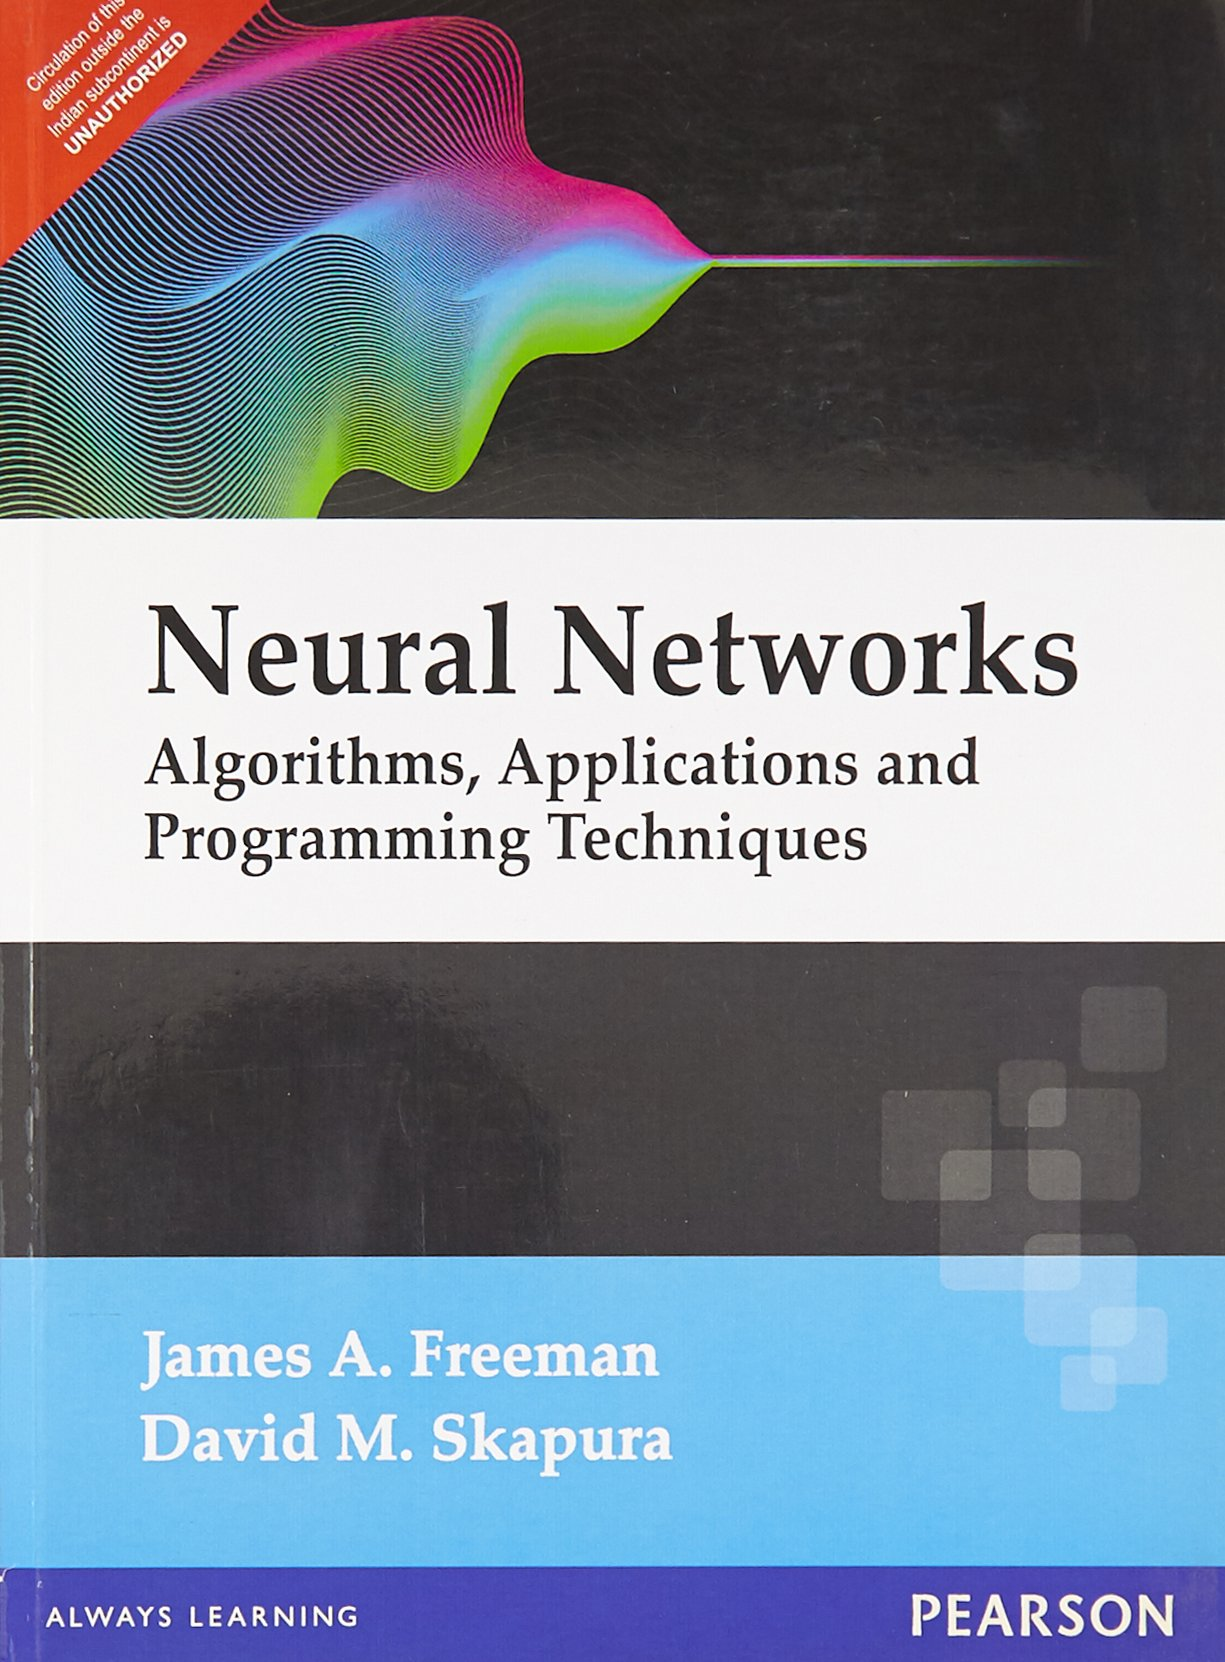 Circulation of this
edition outside the
Indian subcontinent is
UNAUTHORIZED
Neural Networks
Algorithms, Applications and
Programming Techniques
James A. Freeman
David M. Skapura
ALWAYS LEARNING
PEARSON